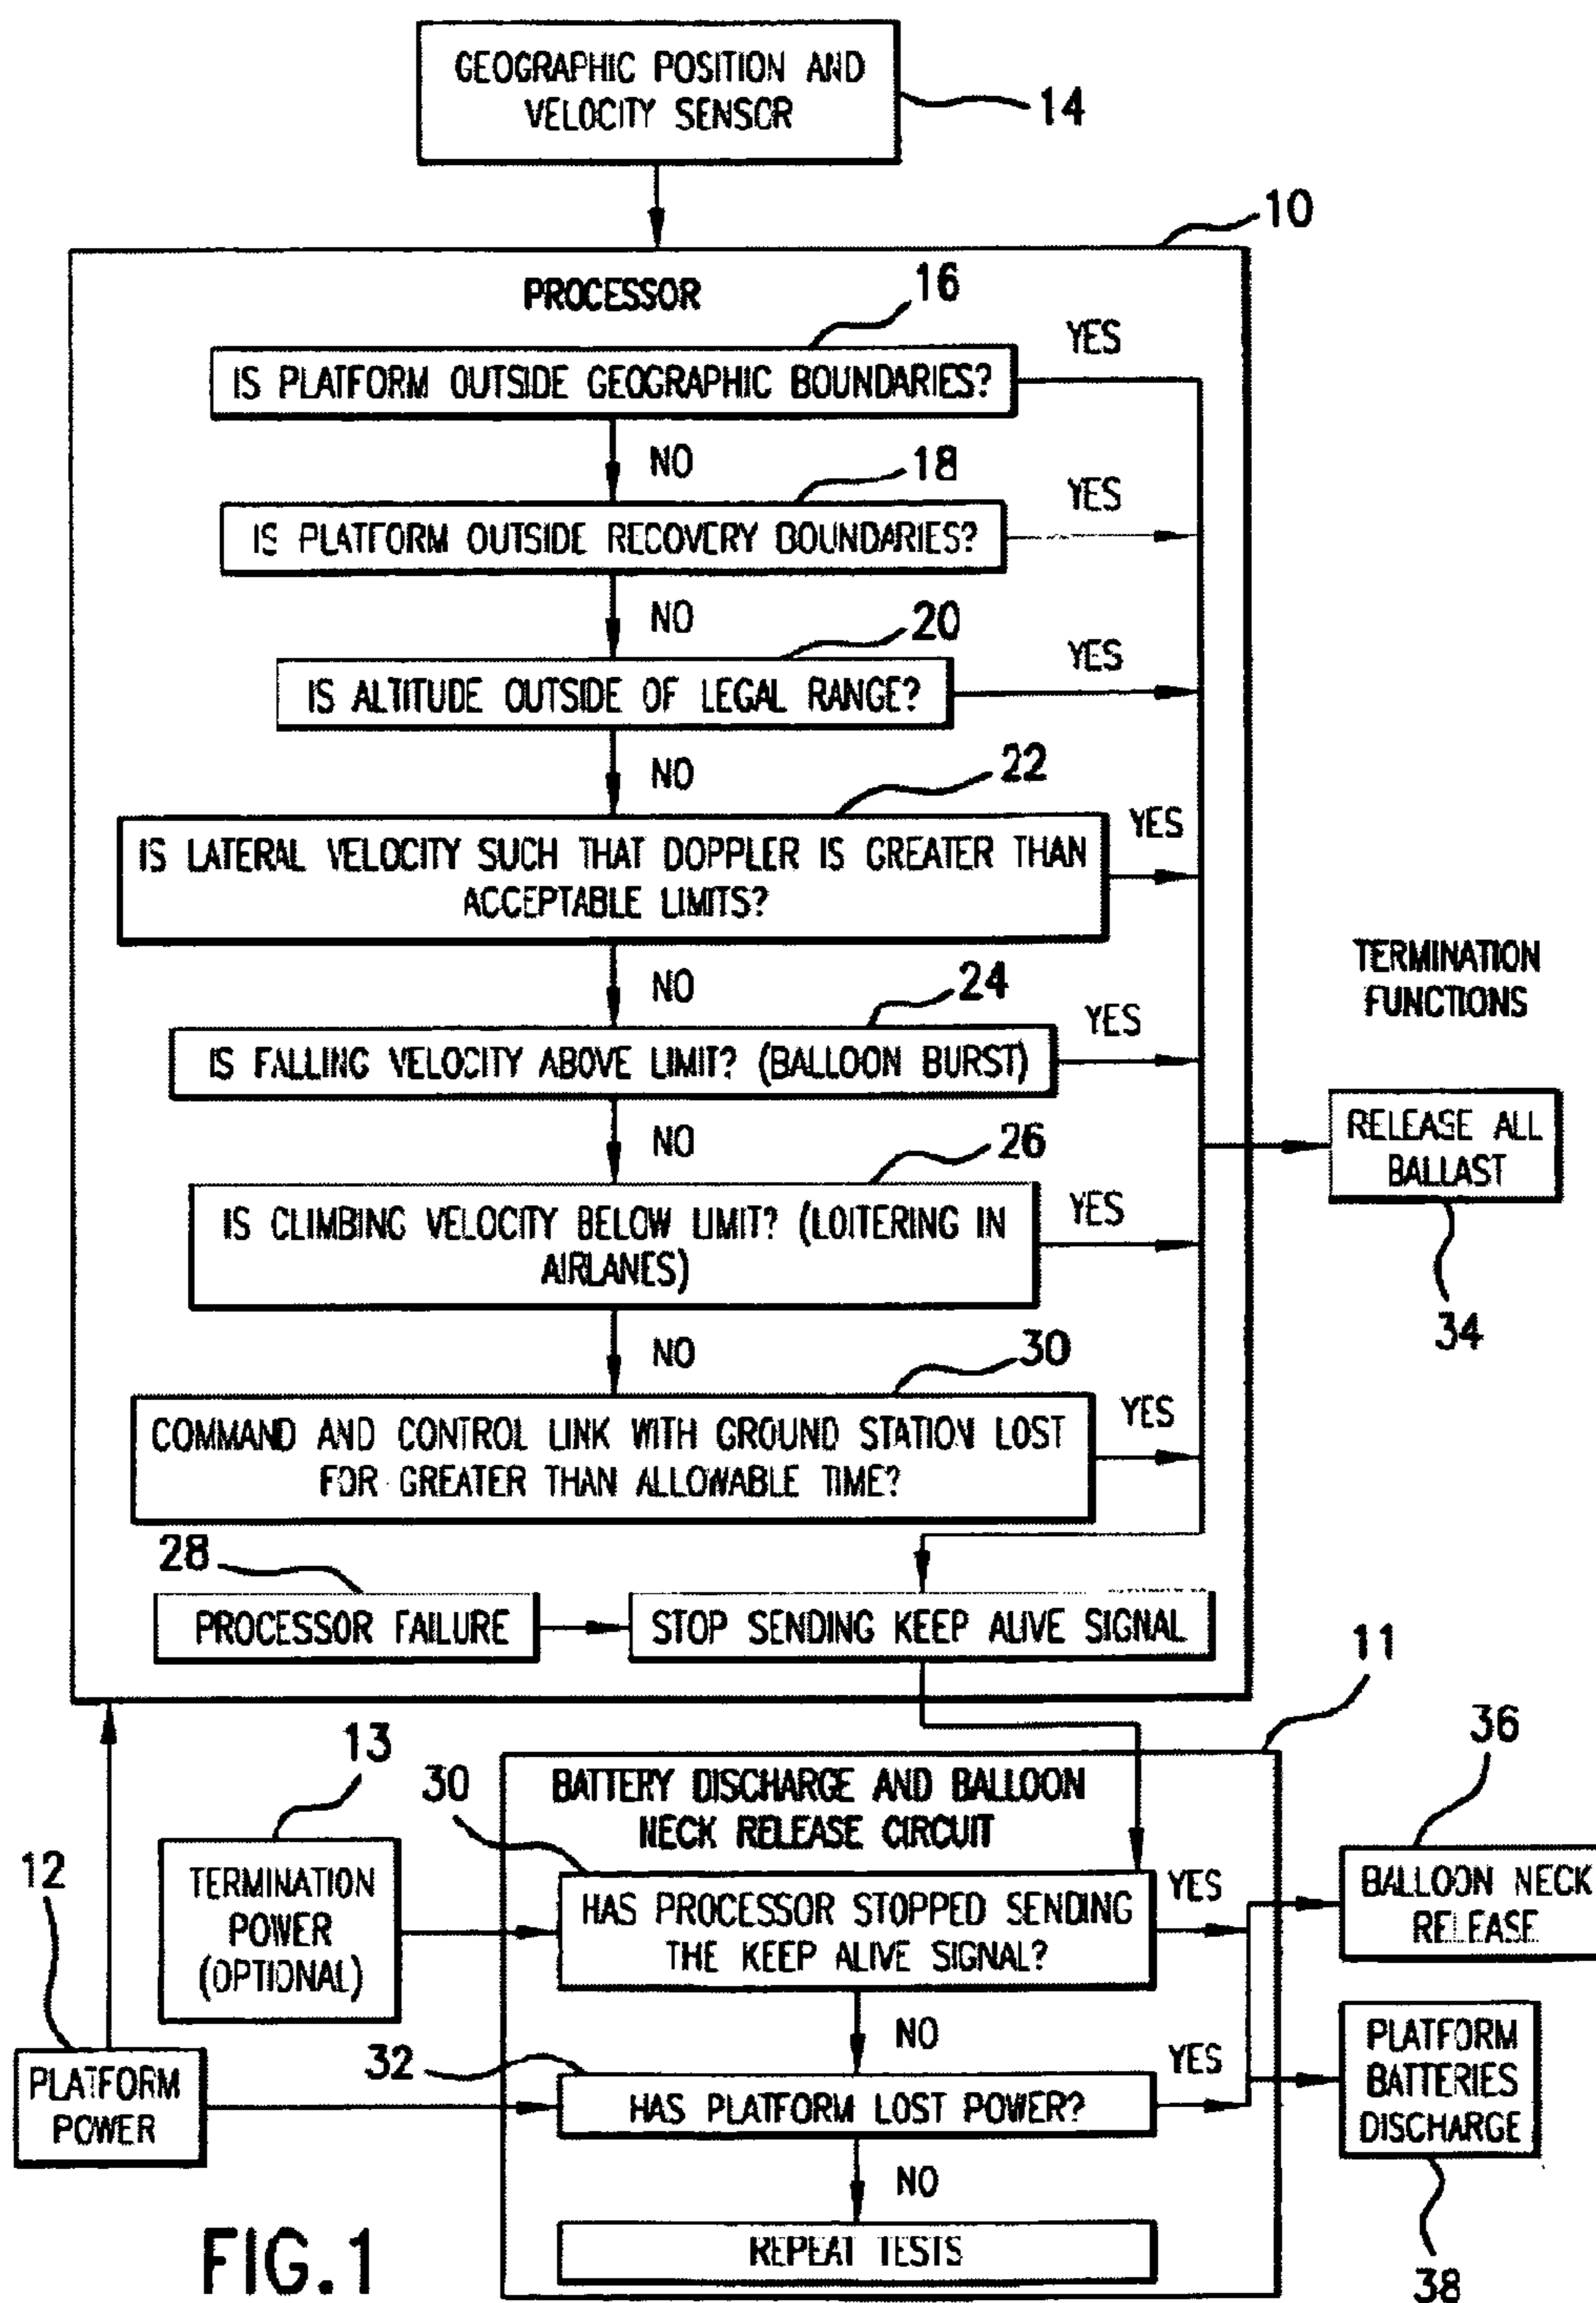 GEOGRAPHIC POSITION AND
VELOCITY SENSOR
14
10
PROCESSOR
16
IS PLATFORM OUTSIDE GEOGRAPHIC BOUNDARIES?
YES
NO
18
IS PLATFORM OUTSIDE RECOVERY BOUNDARIES?
YES
NO
20
IS ALTITUDE OUTSIDE OF LEGAL RANGE?
YES
NO
22
IS LATERAL VELOCITY SUCH THAT DOPPLER IS GREATER THAN
ACCEPTABLE LIMITS?
YES
NO
24
IS FALLING VELOCITY ABOVE LIMIT? (BALLOON BURST)
YES
NO
26
IS CLIMBING VELOCITY BELOW LIMIT? (LOITERING IN
AIRLANES)
YES
NO
30
COMMAND AND CONTROL LINK WITH GROUND STATION LOST
FOR GREATER THAN ALLOWABLE TIME?
YES
28
PROCESSOR FAILURE
STOP SENDING KEEP ALIVE SIGNAL
TERMINATION
FUNCTIONS
RELEASE ALL
BALLAST
34
11
13
TERMINATION
POWER
(OPTIONAL)
12
PLATFORM
POWER
BATTERY DISCHARGE AND BALLOON
NECK RELEASE CIRCUIT
30
HAS PROCESSOR STOPPED SENDING
THE KEEP ALIVE SIGNAL?
YES
NO
32
HAS PLATFORM LOST POWER?
YES
NO
REPEAT TESTS
36
BALLOON NECK
RELEASE
PLATFORM
BATTERIES
DISCHARGE
38
FIG.1